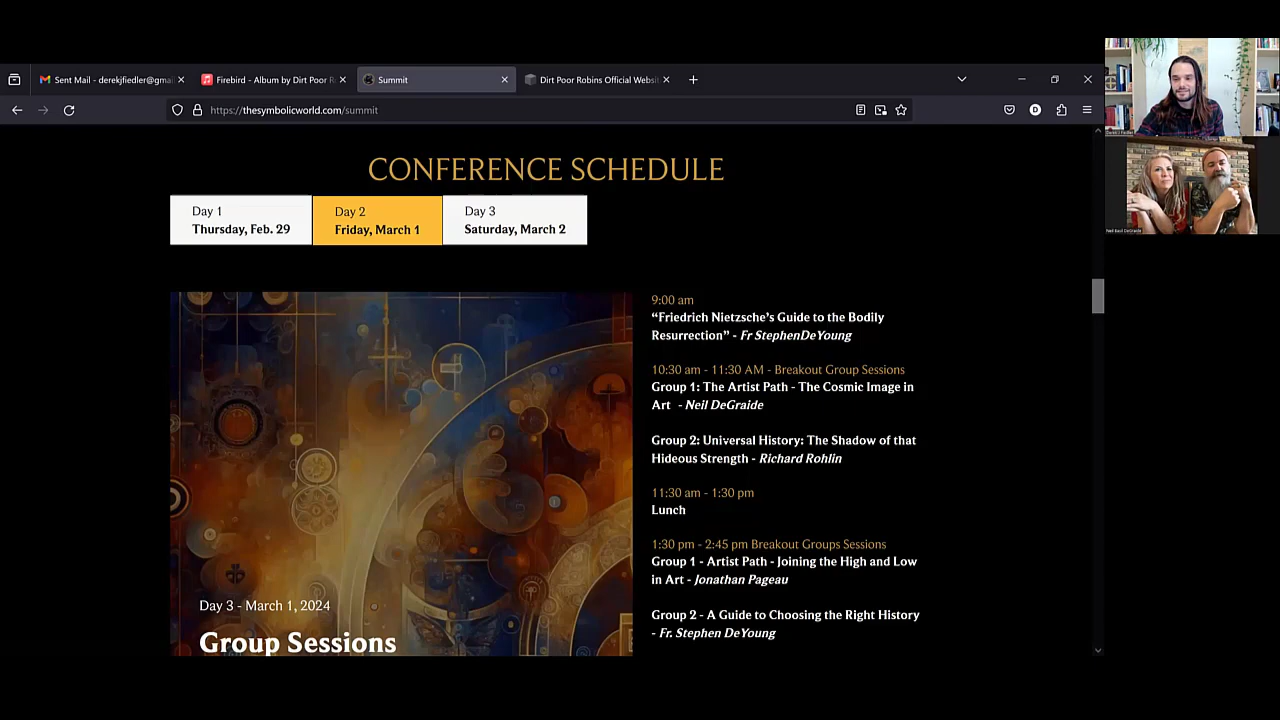 Sent Mail - derekjfiedler@gmai
Firebird - Album by Dirt Poor R
Summit
Dirt Poor Robins Official Websi
https://thesymbolicworld.com/summit
CONFERENCE SCHEDULE
Day 1
Thursday, Feb. 29
Day 2
Friday, March 1
Day 3
Saturday, March 2
9:00 am
“Friedrich Nietzsche's Guide to the Bodily
Resurrection” - Fr StephenDeYoung
10:30 am - 11:30 AM - Breakout Group Sessions
Group 1: The Artist Path - The Cosmic Image in
Art - Neil DeGraide
Group 2: Universal History: The Shadow of that
Hideous Strength - Richard Rohlin
11:30 am - 1:30 pm
Lunch
1:30 pm - 2:45 pm Breakout Groups Sessions
Group 1 - Artist Path - Joining the High and Low
in Art - Jonathan Pageau
Group 2 - A Guide to Choosing the Right History
- Fr. Stephen DeYoung
Day 3 - March 1, 2024
Group Sessions
Derek J Fiedler
Neil Basil DeGraide